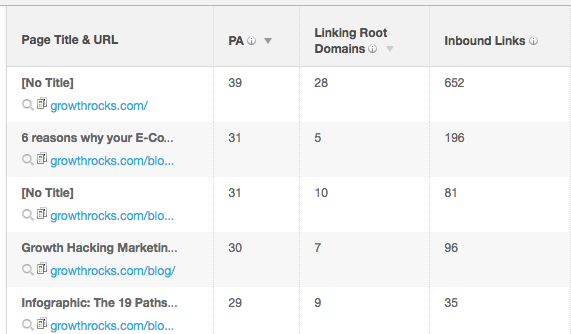 Page Title & URL PA Linking Root Domains Inbound Links
[No Title] 39 28 652
growthrocks.com/
6 reasons why your E-Co... 31 5 196
growthrocks.com/blo...
[No Title] 31 10 81
growthrocks.com/blo...
Growth Hacking Marketin... 30 7 96
growthrocks.com/blog/
Infographic: The 19 Paths... 29 9 35
growthrocks.com/blo...